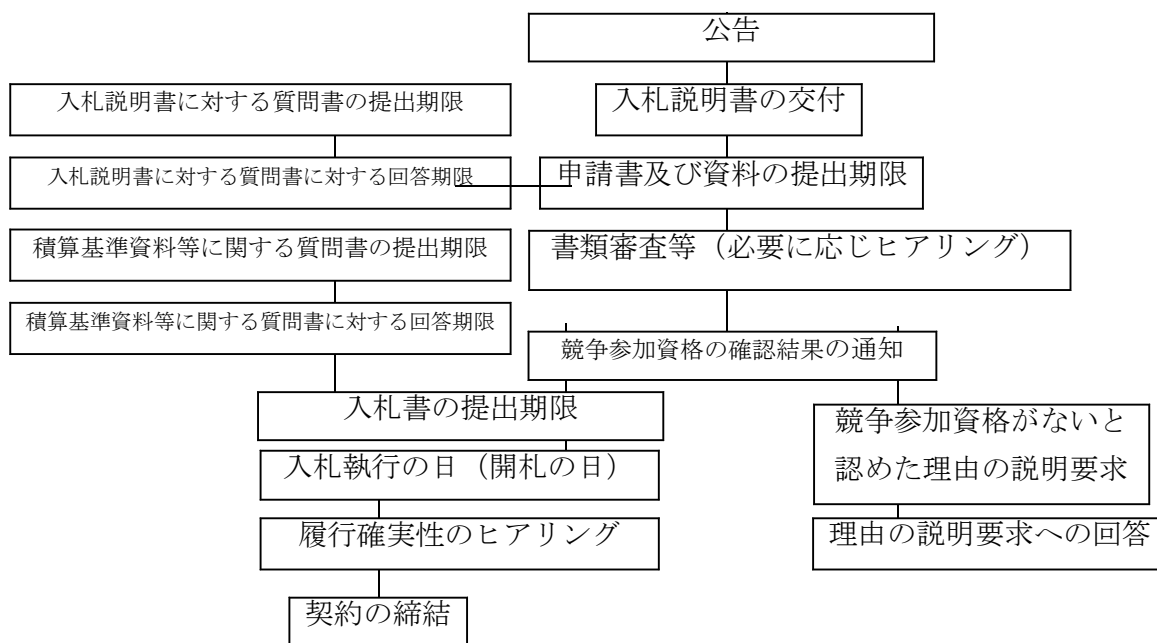 公告
入札説明書に対する質問書の提出期限
入札説明書の交付
入札説明書に対する質問書に対する回答期限
申請書及び資料の提出期限
積算基準資料等に関する質問書の提出期限
書類審査等（必要に応じヒアリング）
積算基準資料等に関する質問書に対する回答期限
競争参加資格の確認結果の通知
入札書の提出期限
競争参加資格がないと
認めた理由の説明要求
入札執行の日（開札の日）
履行確実性のヒアリング
理由の説明要求への回答
契約の締結